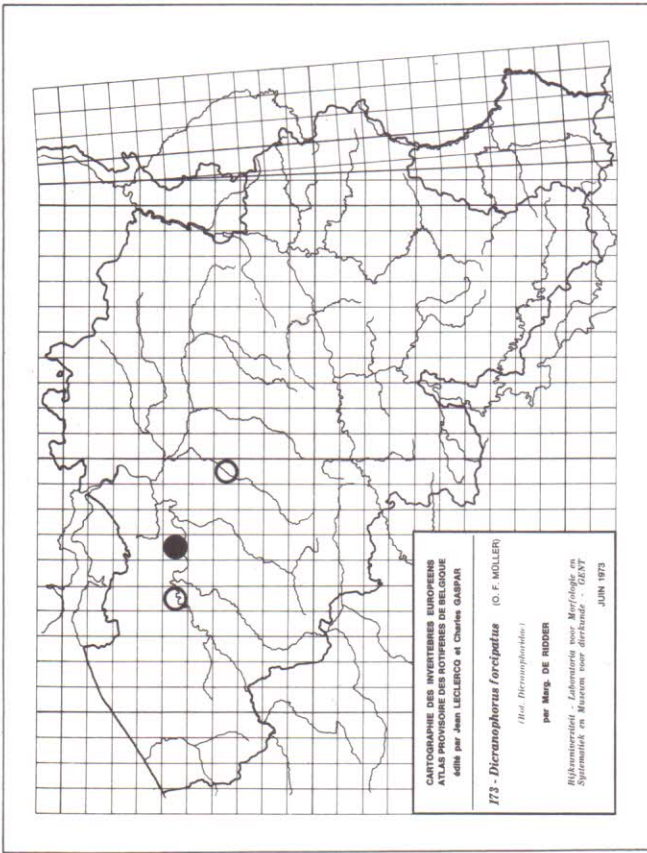 CARTOGRAPHIE DES INVERTEBRES EUROPEENS
ATLAS PROVISOIRE DES ROTIFERES DE BELGIQUE
édité par Jean LECLERCQ et Charles GASPAR
173 - Dicranophorus forcipatus (O. F. MÜLLER)
(Rot. Dicranophoridae)
par Marg. DE RIDDER
Rijksuniversiteit - Laboratoria voor Morfologie en
Systematiek en Museum voor dierkunde - GENT
JUIN 1973